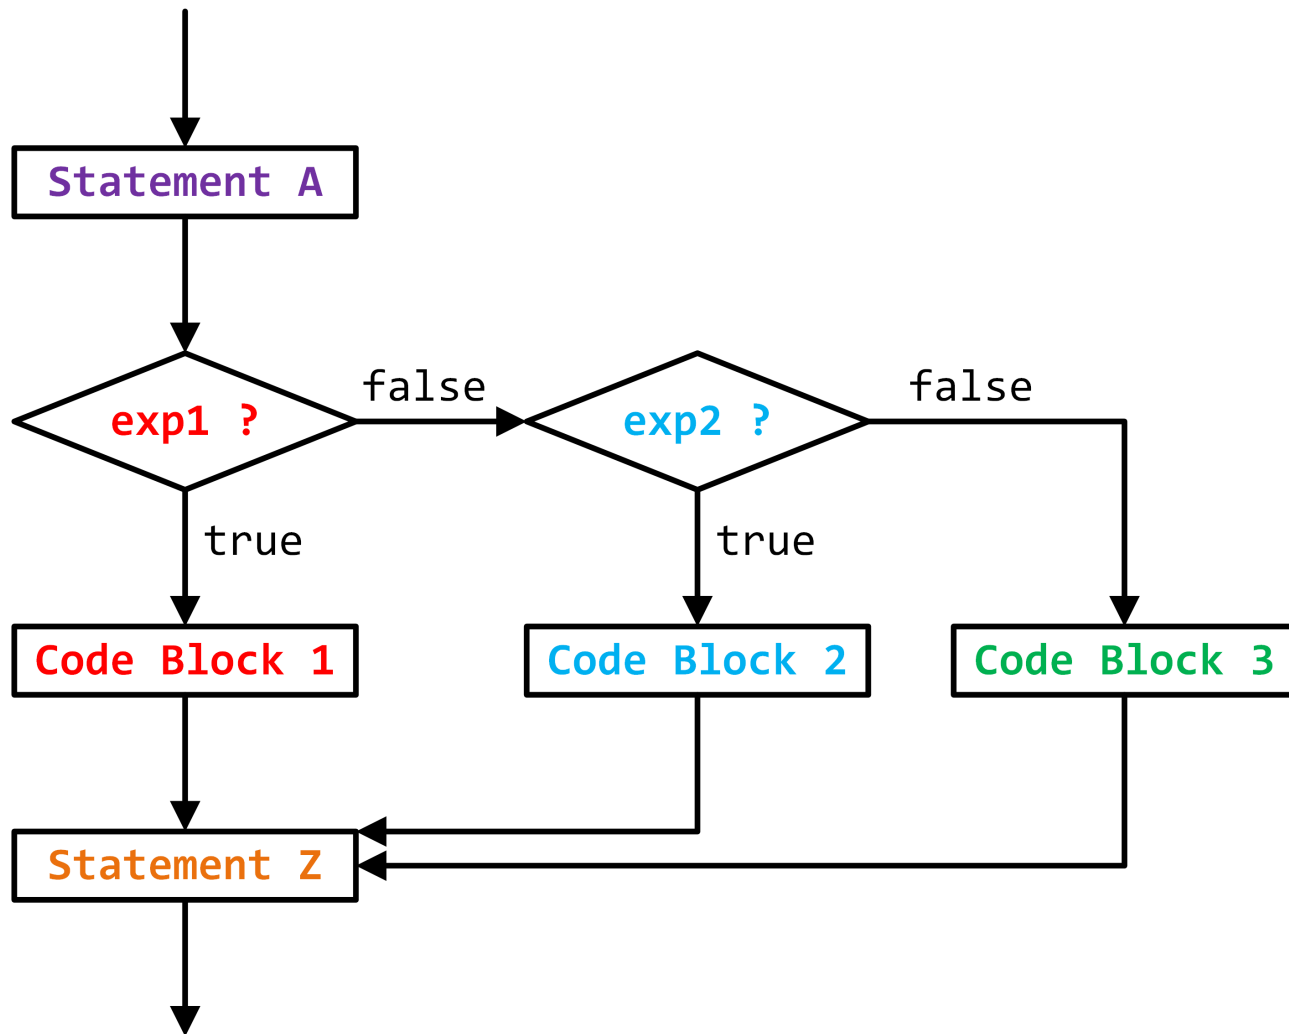 Statement A
exp1 ?
false
exp2 ?
false
true
true
Code Block 1
Code Block 2
Code Block 3
Statement Z